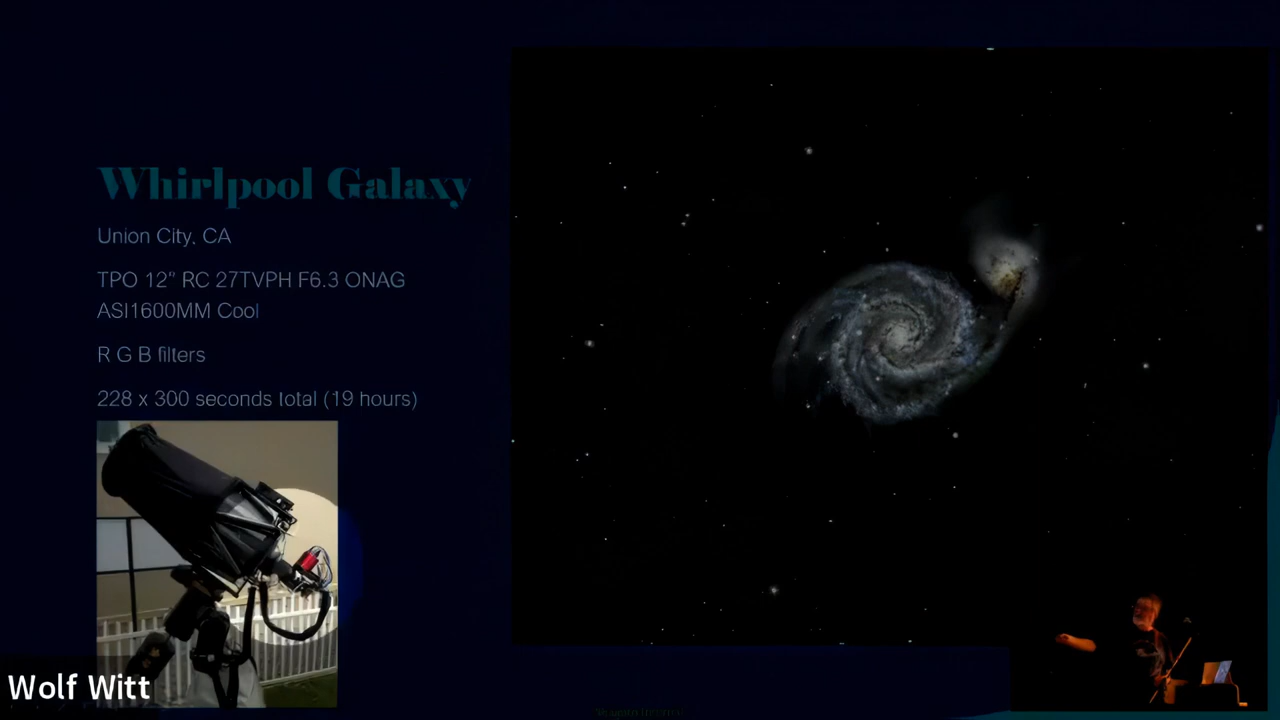 Whirlpool Galaxy
Union City, CA
TPO 12" RC 27TVPH F6.3 ONAG
ASI1600MM Cool
R G B filters
228 x 300 seconds total (19 hours)
Wolf Witt